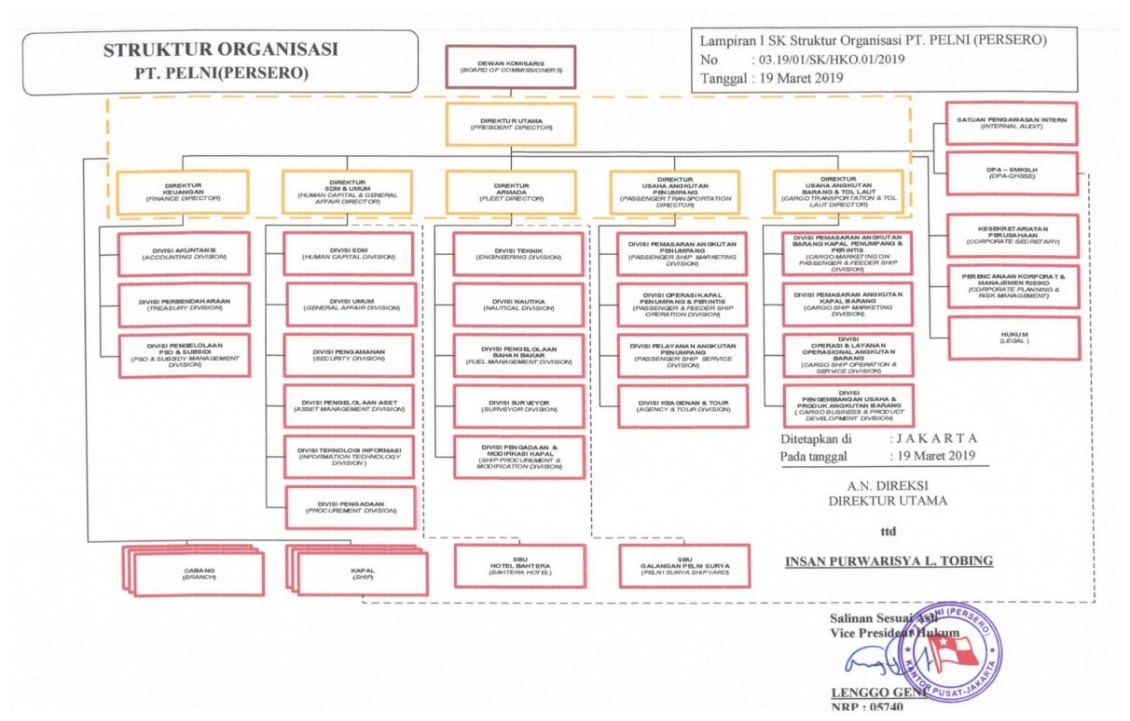 STRUKTUR ORGANISASI
PT. PELNI(PERSERO)
Lampiran I SK Struktur Organisasi PT. PELNI (PERSERO)
No : 03.19/01/SK/HKO.01/2019
Tanggal : 19 Maret 2019
DEWAN KOMISARIS
(BOARD OF COMMISSIONERS)
DIREKTUR UTAMA
(PRESIDENT DIRECTOR)
SATUAN PENGAWASAN INTERN
(INTERNAL AUDIT)
DPA – SMKGLH
(DPA-QHSSE)
KESEKRETARIATAN
PERUSAHAAN
(CORPORATE SECRETARY)
PERENCANAAN KORPORAT &
MANAJEMEN RISIKO
(CORPORATE PLANNING &
RISK MANAGEMENT)
HUKUM
(LEGAL)
DIREKTUR
KEUANGAN
(FINANCE DIRECTOR)
DIVISI AKUNTANSI
(ACCOUNTING DIVISION)
DIVISI PERBENDAHARAAN
(TREASURY DIVISION)
DIVISI PENGELOLAAN
PSO & SUBSIDI
(PSO & SUBSIDY MANAGEMENT
DIVISION)
DIREKTUR
SDM & UMUM
(HUMAN CAPITAL & GENERAL
AFFAIR DIRECTOR)
DIVISI SDM
(HUMAN CAPITAL DIVISION)
DIVISI UMUM
(GENERAL AFFAIR DIVISION)
DIVISI PENGAMANAN
(SECURITY DIVISION)
DIVISI PENGELOLAAN ASET
(ASSET MANAGEMENT DIVISION)
DIVISI TEKNOLOGI INFORMASI
(INFORMATION TECHNOLOGY
DIVISION )
DIVISI PENGADAAN
(PROCUREMENT DIVISION)
DIREKTUR
ARMADA
(FLEET DIRECTOR)
DIVISI TEKNIK
(ENGINEERING DIVISION)
DIVISI NAUTIKA
(NAUTICAL DIVISION)
DIVISI PENGELOLAAN
BAHAN BAKAR
(FUEL MANAGEMENT DIVISION)
DIVISI SURVEYOR
(SURVEYOR DIVISION)
DIVISI PENGADAAN &
MODIFIKASI KAPAL
(SHIP PROCUREMENT &
MODIFICATION DIVISION)
DIREKTUR
USAHA ANGKUTAN
PENUMPANG
(PASSENGER TRANSPORTATION
DIRECTOR)
DIVISI PEMASARAN ANGKUTAN
PENUMPANG
(PASSENGER SHIP MARKETING
DIVISION)
DIVISI OPERASI KAPAL
PENUMPANG & PERINTIS
(PASSENGER & FEEDER SHIP
OPERATION DIVISION)
DIVISI PELAYANAN ANGKUTAN
PENUMPANG
(PASSENGER SHIP SERVICE
DIVISION)
DIVISI KEAGENAN & TOUR
(AGENCY & TOUR DIVISION)
DIREKTUR
USAHA ANGKUTAN
BARANG & TOL LAUT
(CARGO TRANSPORTATION & TOL
LAUT DIRECTOR)
DIVISI PEMASARAN ANGKUTAN
BARANG KAPAL PENUMPANG &
PERINTIS
(CARGO MARKETING ON
PASSENGER & FEEDER SHIP
DIVISION)
DIVISI PEMASARAN ANGKUTAN
KAPAL BARANG
(CARGO SHIP MARKETING
DIVISION)
DIVISI
OPERASI & LAYANAN
OPERASIONAL ANGKUTAN
BARANG
(CARGO SHIP OPERATION &
SERVICE DIVISION)
DIVISI
PENGEMBANGAN USAHA &
PRODUK ANGKUTAN BARANG
( CARGO BUSINESS & PRODUCT
DEVELOPMENT DIVISION)
CABANG
(BRANCH)
KAPAL
(SHIP)
SBU
HOTEL BAHTERA
(BAHTERA HOTEL)
SBU
GALANGAN PELNI SURYA
(PELNI SURYA SHIPYARD)
Ditetapkan di : J A K A R T A
Pada tanggal : 19 Maret 2019
A.N. DIREKSI
DIREKTUR UTAMA
ttd
INSAN PURWARISYA L. TOBING
Salinan Sesuai Asli
Vice President Hukum
PT. PELNI (PERSERO)
KANTOR PUSAT-JAKARTA
LENGGO GENI
NRP : 05740